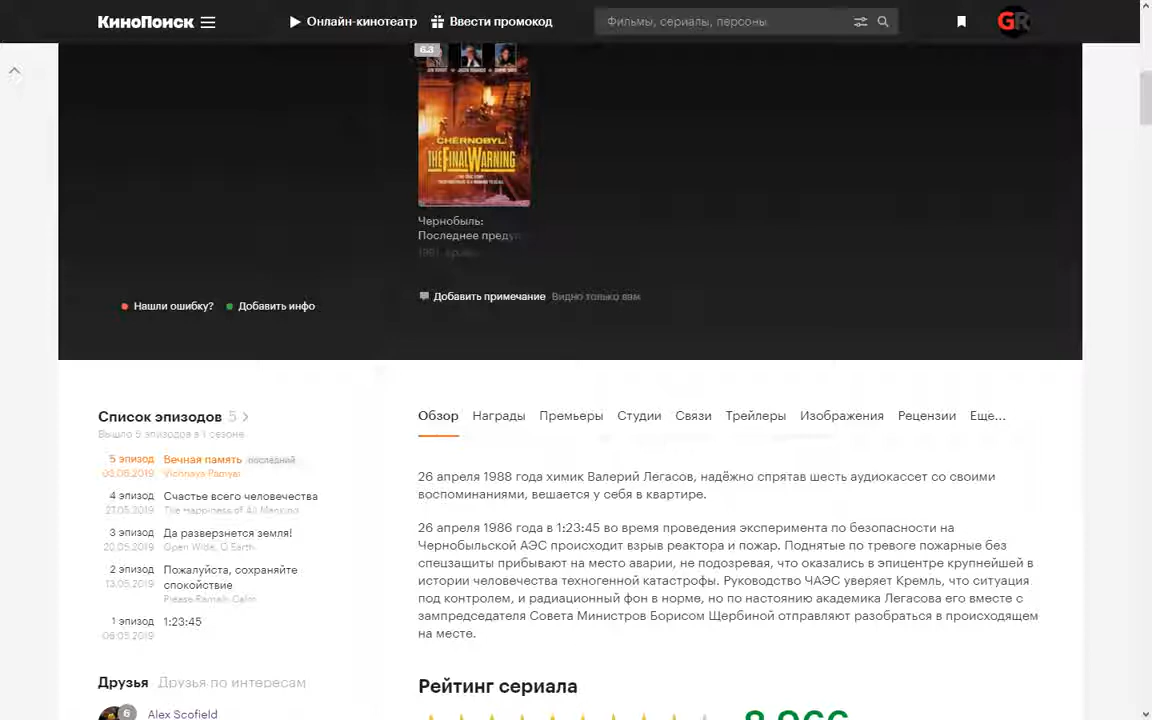 КиноПоиск
Онлайн-кинотеатр
Ввести промокод
Фильмы, сериалы, персоны
GR
6.3
CHERNOBYL:
THE FINAL WARNING
Чернобыль:
Последнее преду
1991,
Нашли ошибку?
Добавить инфо
Добавить примечание Видно только вам
Список эпизодов 5
Вышло 5 эпизодов в 1 сезоне
5 эпизод Вечная память последний
03.06.2019 Vichnaya Pamyat
4 эпизод Счастье всего человечества
27.05.2019 The Happiness of All Mankind
3 эпизод Да разверзнется земля!
20.05.2019 Open Wide, O Earth
2 эпизод Пожалуйста, сохраняйте
13.05.2019 спокойствие
Please Remain Calm
1 эпизод 1:23:45
06.05.2019
Друзья Друзья по интересам
6 Alex Scofield
Обзор Награды Премьеры Студии Связи Трейлеры Изображения Рецензии Еще...
26 апреля 1988 года химик Валерий Легасов, надёжно спрятав шесть аудиокассет со своими
воспоминаниями, вешается у себя в квартире.
26 апреля 1986 года в 1:23:45 во время проведения эксперимента по безопасности на
Чернобыльской АЭС происходит взрыв реактора и пожар. Поднятые по тревоге пожарные без
спецзащиты прибывают на место аварии, не подозревая, что оказались в эпицентре крупнейшей в
истории человечества техногенной катастрофы. Руководство ЧАЭС уверяет Кремль, что ситуация
под контролем, и радиационный фон в норме, но по настоянию академика Легасова его вместе с
зампредседателя Совета Министров Борисом Щербиной отправляют разобраться в происходящем
на месте.
Рейтинг сериала